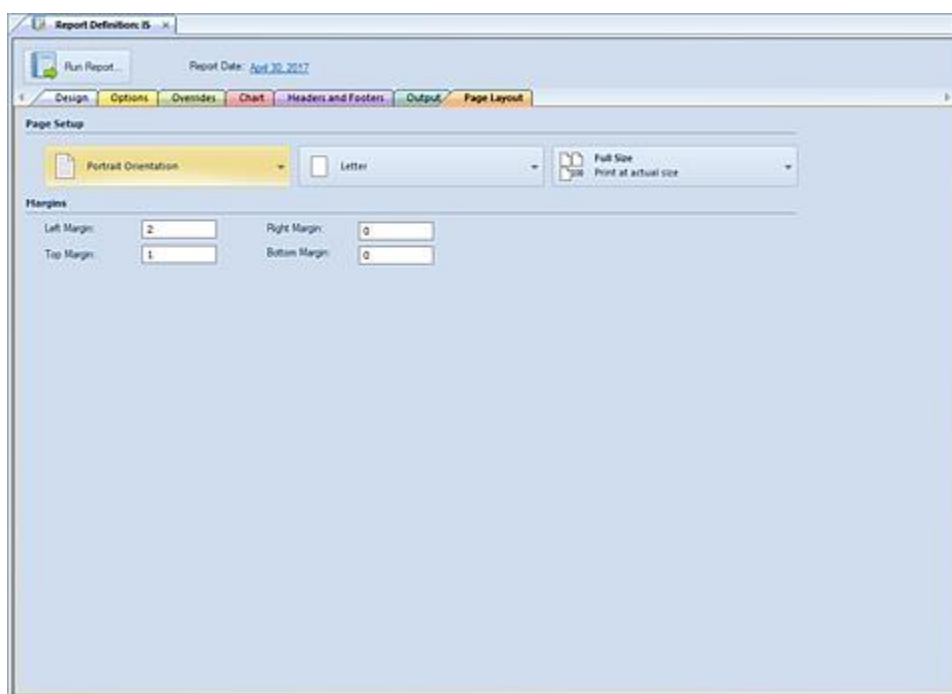 Report Definition: IS
Run Report...
Report Date: April 30, 2017
Design Options Overrides Chart Headers and Footers Output Page Layout
Page Setup
Portrait Orientation
Letter
Full Size
Print at actual size
100
Margins
Left Margin: 2 Right Margin: 0
Top Margin: 1 Bottom Margin: 0